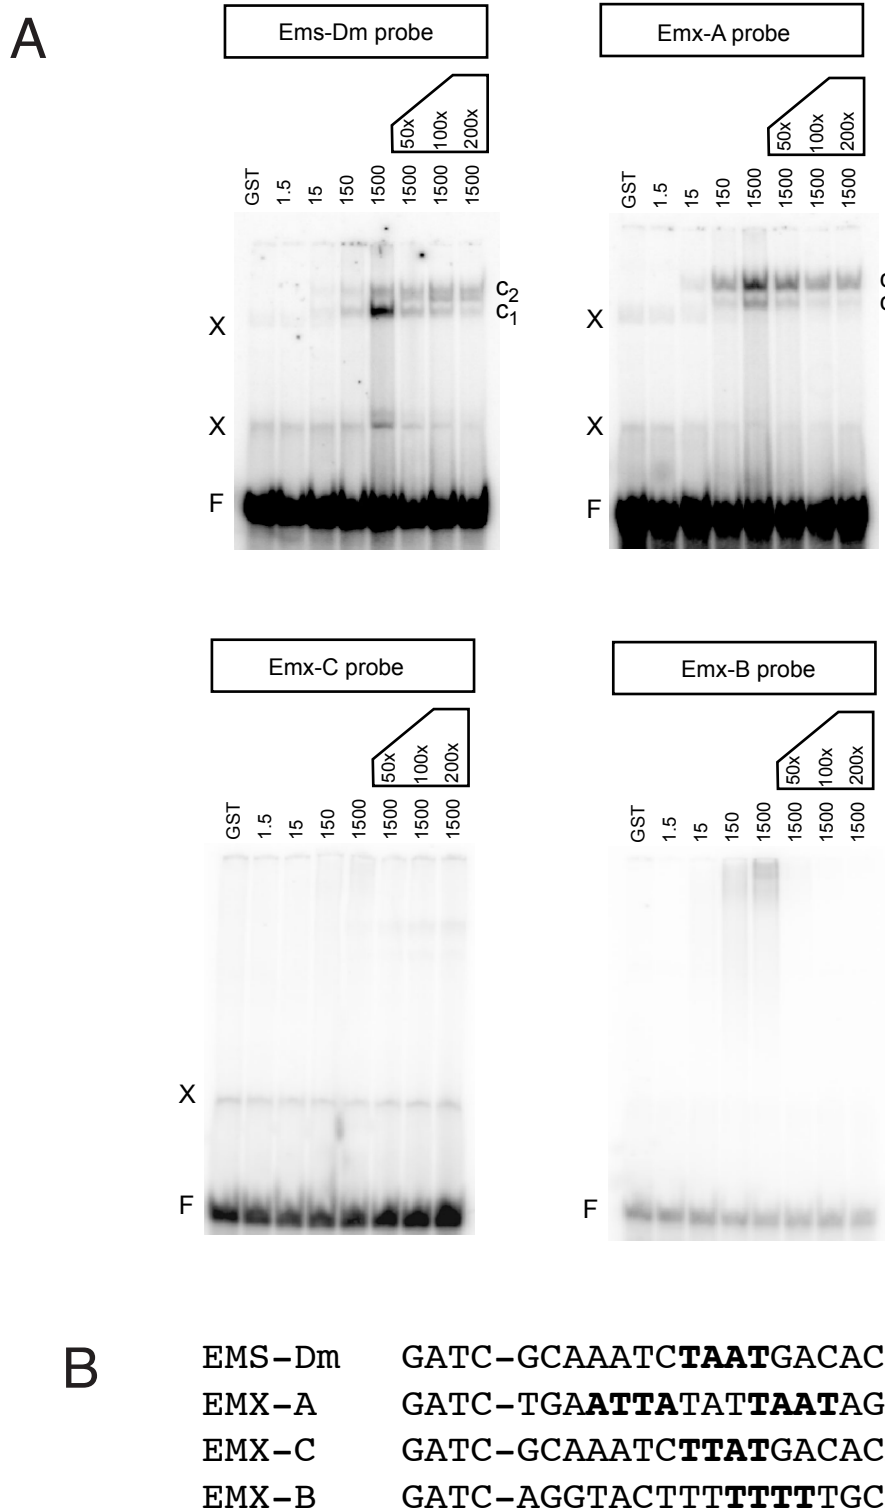 A
Ems-Dm probe
50x 100x 200x
GST 1.5 15 150 1500 1500 1500 1500
c2
c1
X
X
F
Emx-A probe
50x 100x 200x
GST 1.5 15 150 1500 1500 1500 1500
c
c
X
X
F
Emx-C probe
50x 100x 200x
GST 1.5 15 150 1500 1500 1500 1500
X
F
Emx-B probe
50x 100x 200x
GST 1.5 15 150 1500 1500 1500 1500
F
B
EMS-Dm GATC-GCAAATCTAATGACAC
EMX-A GATC-TGAATTATATTAATAG
EMX-C GATC-GCAAATCTTATGACAC
EMX-B GATC-AGGTACTTTTTTTTGC